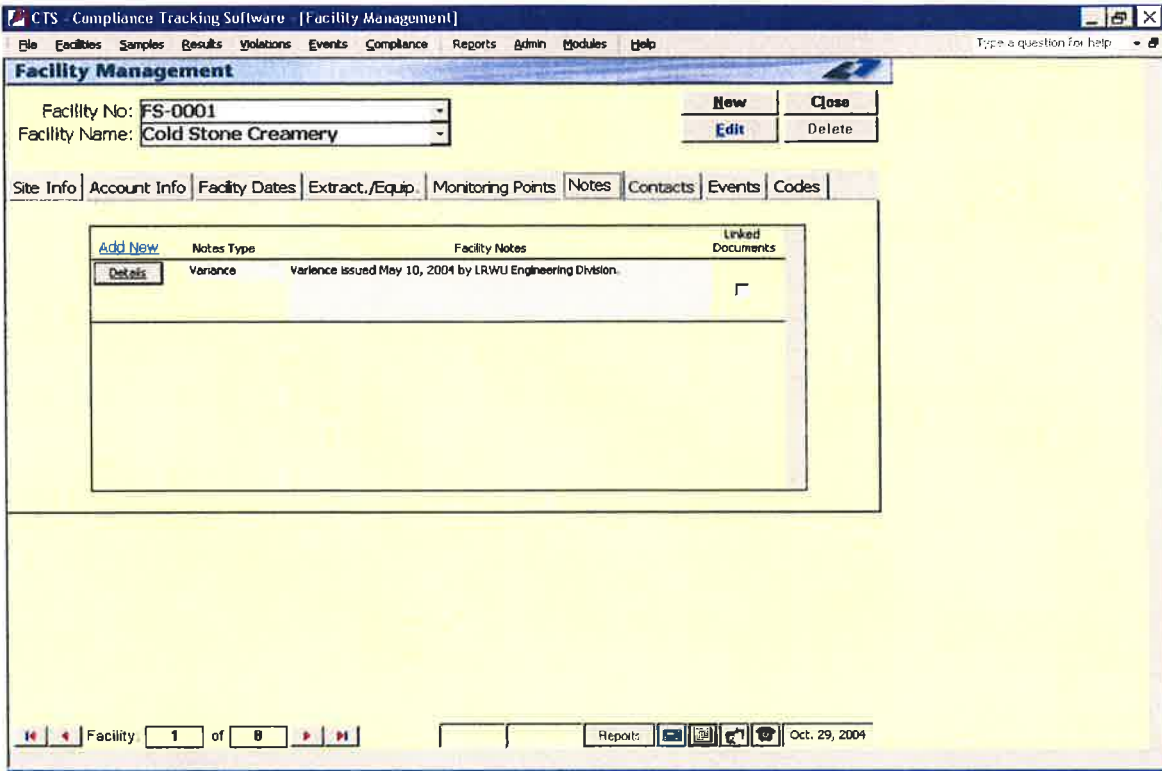 CTS - Compliance Tracking Software - [Facility Management]
File Facilities Samples Results Violations Events Compliance Reports Admin Modules Help Type a question for help
Facility Management
Facility No: FS-0001 New Close
Facility Name: Cold Stone Creamery Edit Delete
Site Info Account Info Facility Dates Extract./Equip. Monitoring Points Notes Contacts Events Codes
Add New Notes Type Facility Notes Linked Documents
Details Variance Varience issued May 10, 2004 by LRWU Engineering Division.
Facility 1 of 8 Reports Oct. 29, 2004